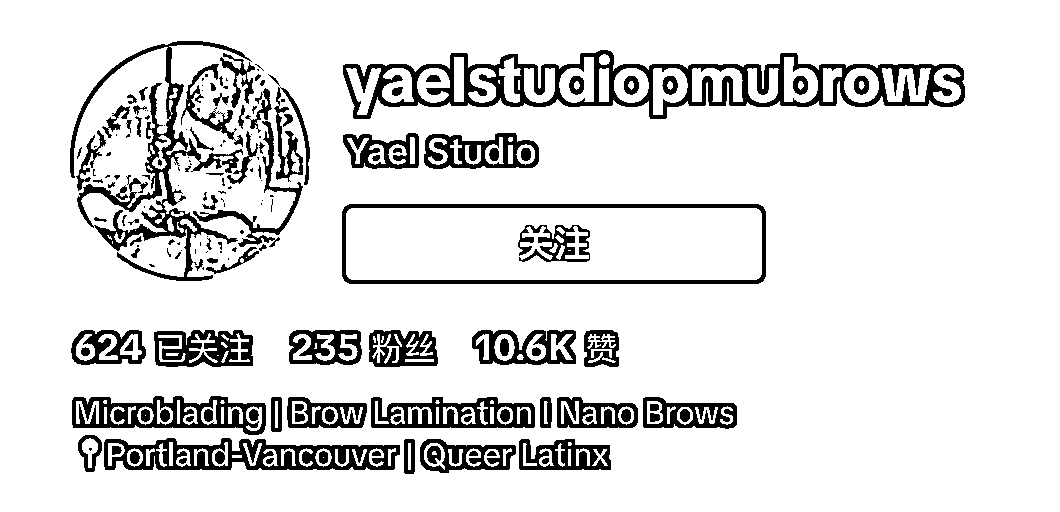 yaelstudiopmubrows
Yael Studio
关注
624 已关注 235 粉丝 10.6K 赞
Microblading | Brow Lamination | Nano Brows
Portland-Vancouver | Queer Latinx